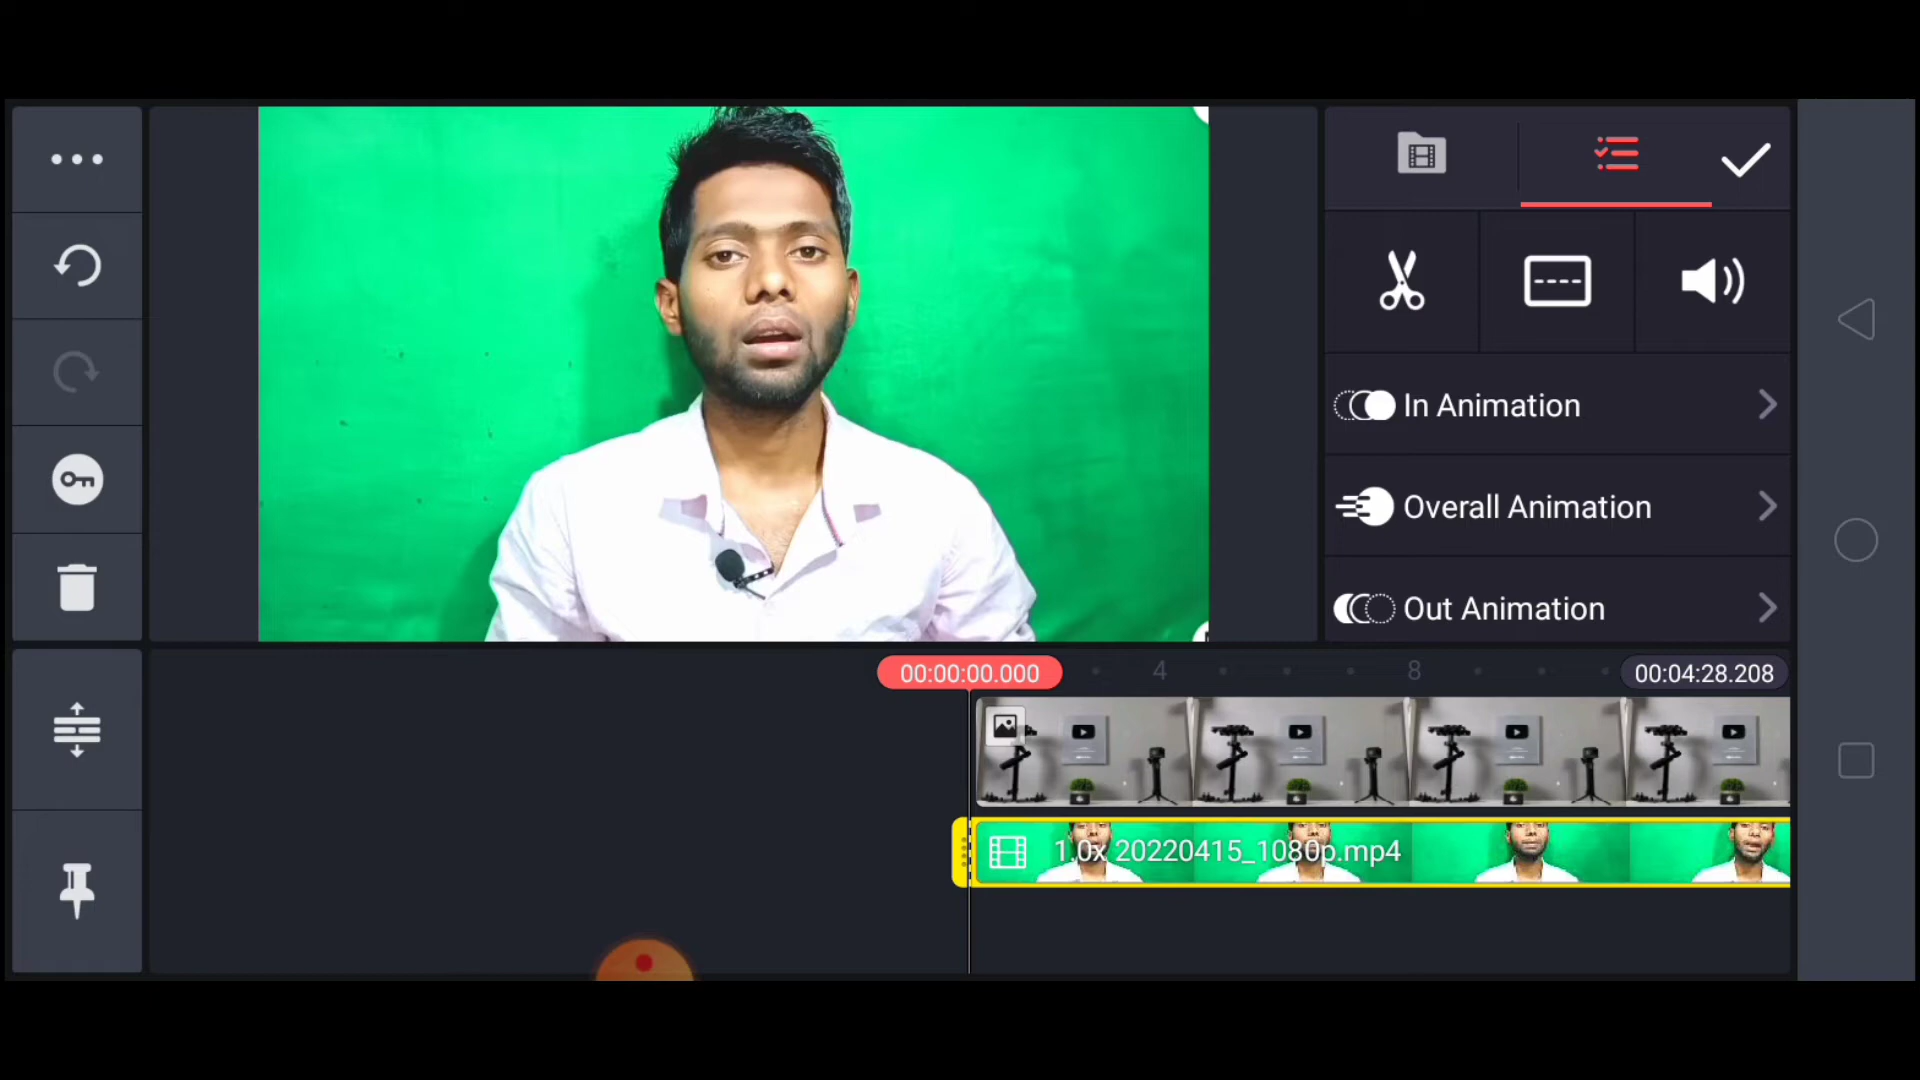 In Animation
Overall Animation
Out Animation
00:00:00.000
4
8
00:04:28.208
1.0x 20220415_1080p.mp4